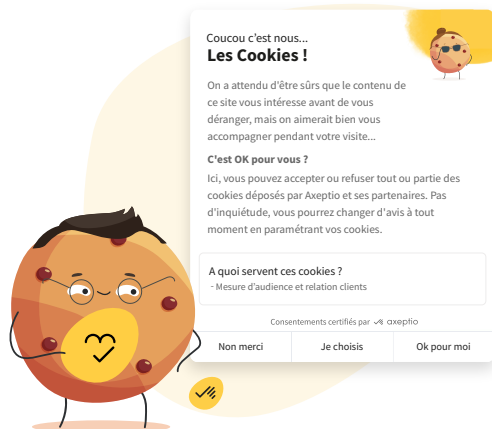 Coucou c'est nous...
Les Cookies !
On a attendu d'être sûrs que le contenu de
ce site vous intéresse avant de vous
déranger, mais on aimerait bien vous
accompagner pendant votre visite...
C'est OK pour vous ?
Ici, vous pouvez accepter ou refuser tout ou partie des
cookies déposés par Axeptio et ses partenaires. Pas
d'inquiétude, vous pourrez changer d'avis à tout
moment en paramétrant vos cookies.
A quoi servent ces cookies ?
- Mesure d'audience et relation clients
Consentements certifiés par axeptio
Non merci
Je choisis
Ok pour moi